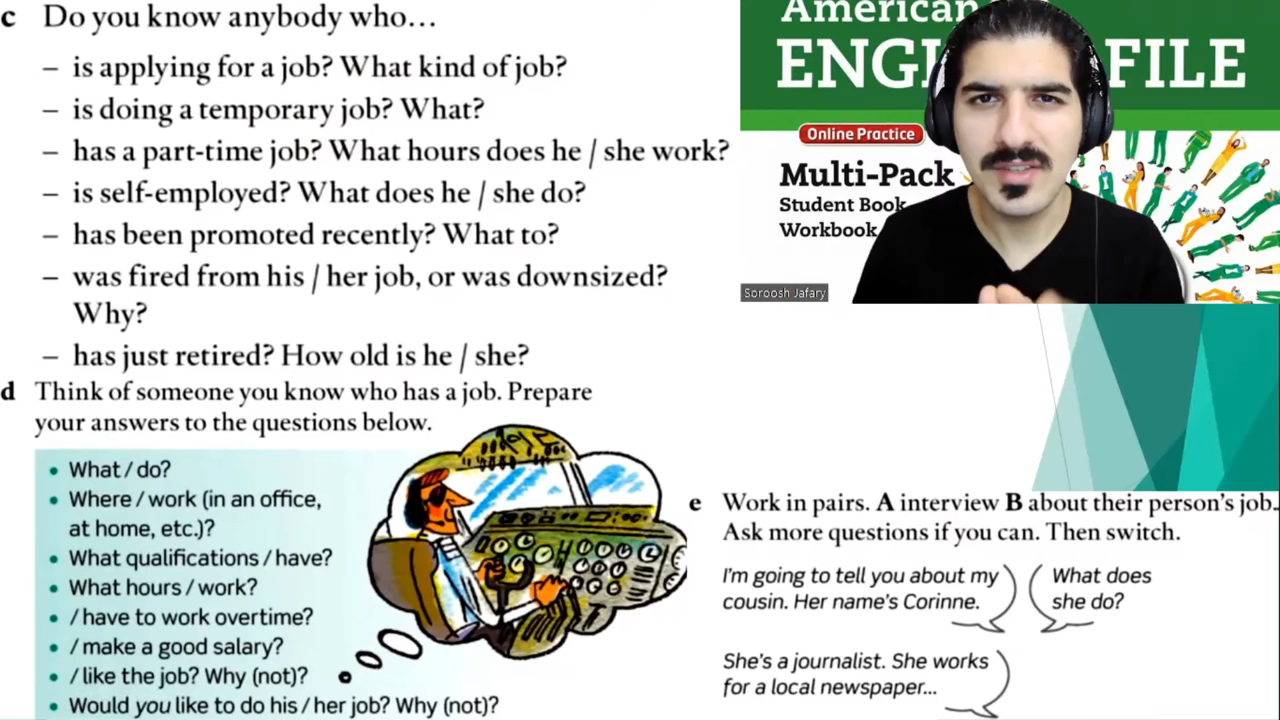 c Do you know anybody who…
– is applying for a job? What kind of job?
– is doing a temporary job? What?
– has a part-time job? What hours does he / she work?
– is self-employed? What does he / she do?
– has been promoted recently? What to?
– was fired from his / her job, or was downsized?
Why?
– has just retired? How old is he / she?
d Think of someone you know who has a job. Prepare
your answers to the questions below.
• What / do?
• Where / work (in an office,
at home, etc.)?
• What qualifications / have?
• What hours / work?
• / have to work overtime?
• / make a good salary?
• / like the job? Why (not)?
• Would you like to do his / her job? Why (not)?
American
FILE
Online Practice
Multi-Pack
Student Book
Workbook
Soroosh Jafary
e Work in pairs. A interview B about their person's job.
Ask more questions if you can. Then switch.
I'm going to tell you about my
cousin. Her name's Corinne.
What does
she do?
She's a journalist. She works
for a local newspaper...